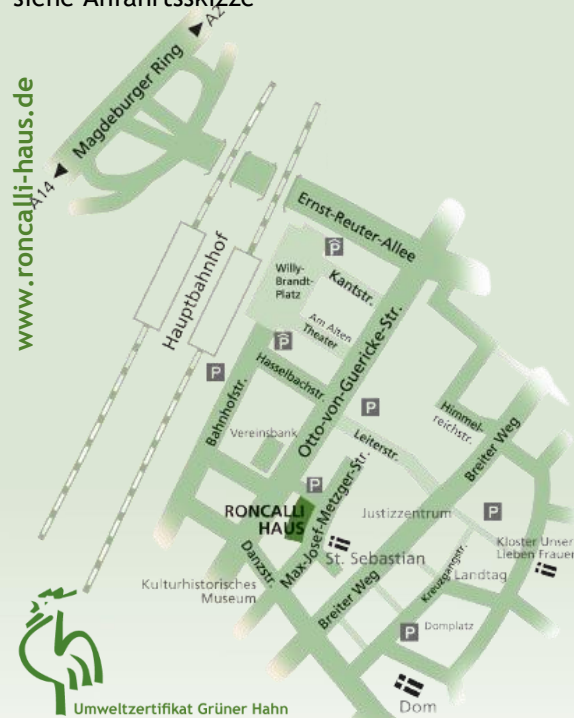 siehe Anfahrtsskizze
A2
Magdeburger Ring
A14
www.roncalli-haus.de
Hauptbahnhof
Ernst-Reuter-Allee
P
Willy-
Brandt-
Platz
Kantstr.
Am Alten
Theater
P
Hasselbachstr.
Otto-von-Guericke-Str.
P
Bahnhofstr.
P
Himmel-
reichstr.
Breiter Weg
Vereinsbank
Leiterstr.
P
RONCALLI
HAUS
Max-Josef-Metzger-Str.
Justizzentrum
P
Danzstr.
St. Sebastian
Kloster Unser
Lieben Frauen
Kreuzgangstr.
Landtag
Kulturhistorisches
Museum
Breiter Weg
P
Domplatz
Dom
Umweltzertifikat Grüner Hahn